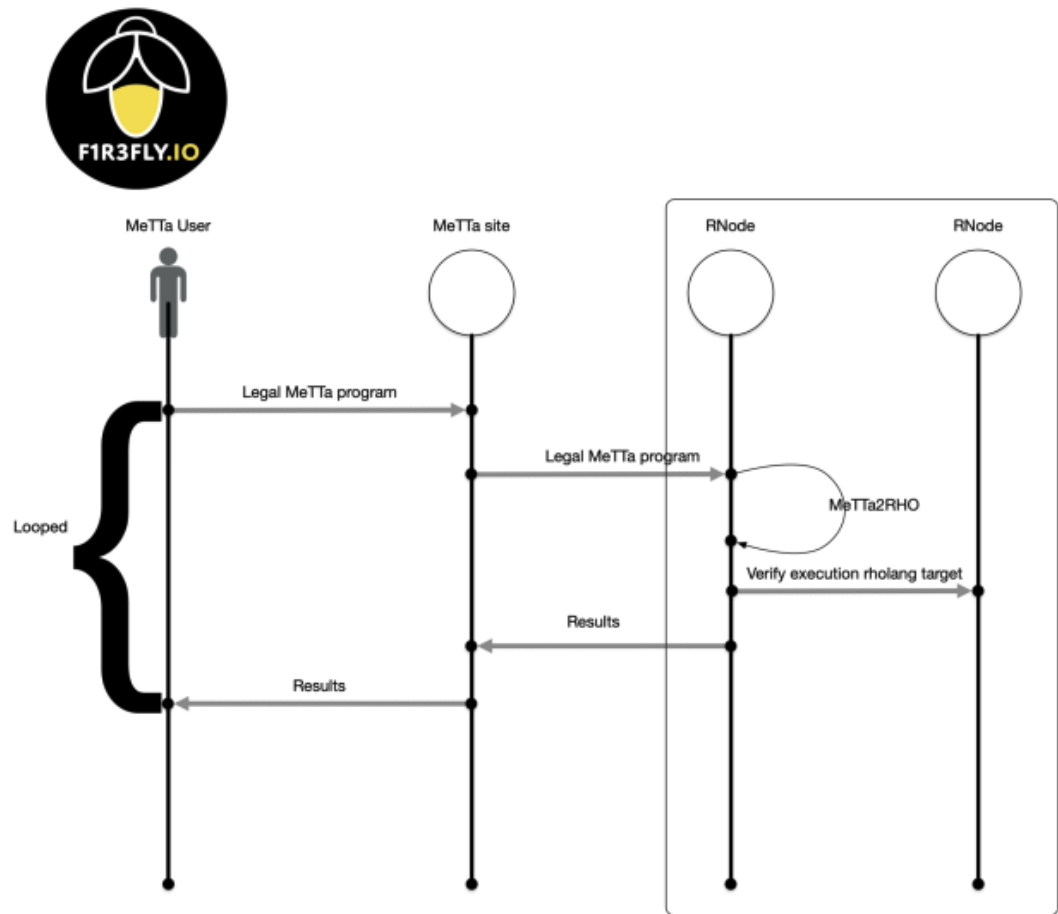 F1R3FLY.IO
MeTTa User
MeTTa site
RNode
RNode
Legal MeTTa program
Legal MeTTa program
MeTTa2RHO
Looped
Verify execution rholang target
Results
Results